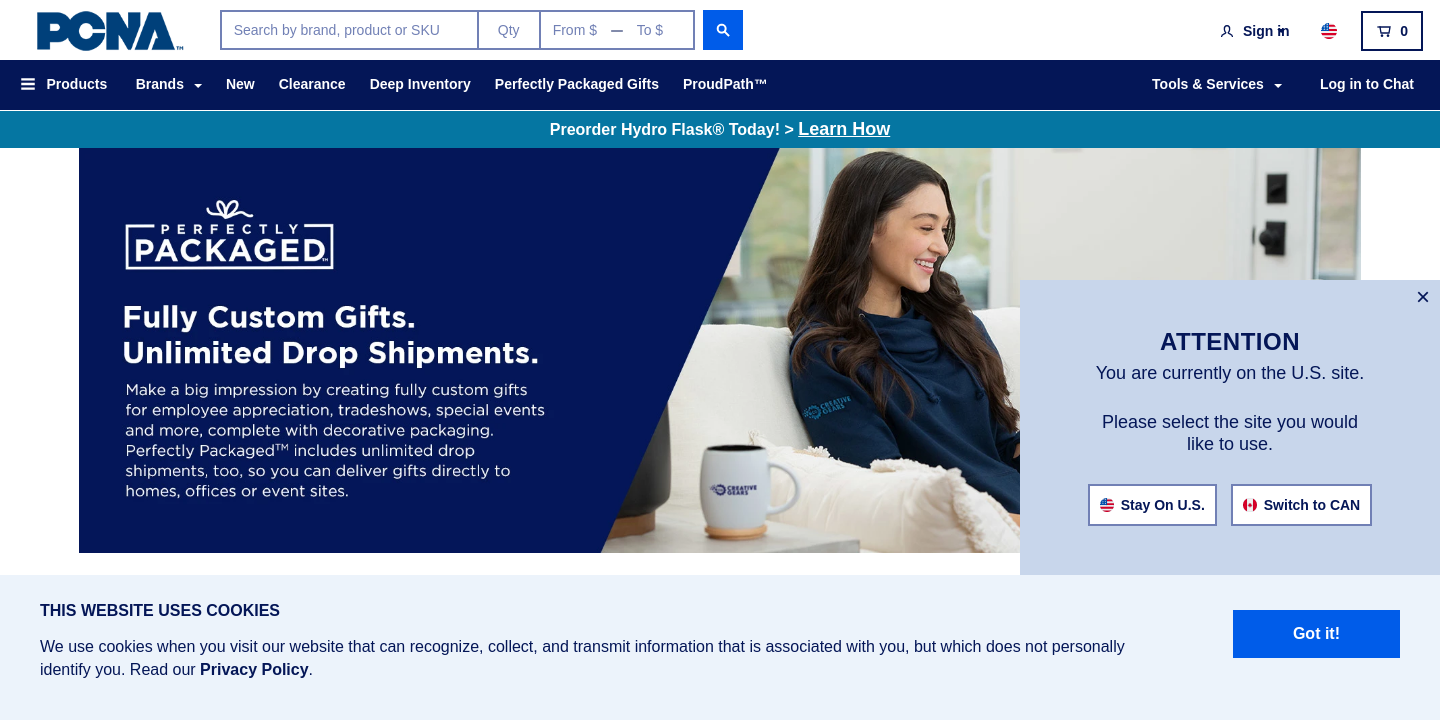 PCNA™
Search by brand, product or SKU
Qty
From $ — To $
Sign in
0
Products
Brands
New
Clearance
Deep Inventory
Perfectly Packaged Gifts
ProudPath™
Tools & Services
Log in to Chat
Preorder Hydro Flask® Today! > Learn How
PERFECTLY
PACKAGED™
Fully Custom Gifts.
Unlimited Drop Shipments.
Make a big impression by creating fully custom gifts
for employee appreciation, tradeshows, special events
and more, complete with decorative packaging.
Perfectly Packaged™ includes unlimited drop
shipments, too, so you can deliver gifts directly to
homes, offices or event sites.
CREATIVE
GEARS
CREATIVE
GEARS
×
ATTENTION
You are currently on the U.S. site.
Please select the site you would
like to use.
Stay On U.S.
Switch to CAN
THIS WEBSITE USES COOKIES
We use cookies when you visit our website that can recognize, collect, and transmit information that is associated with you, but which does not personally
identify you. Read our Privacy Policy.
Got it!